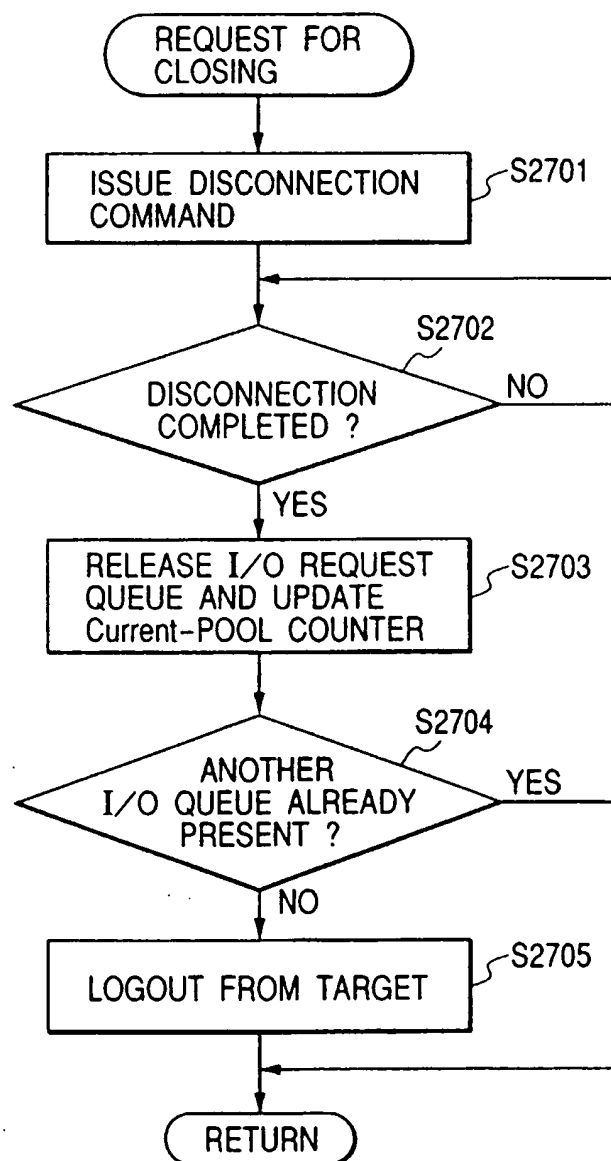 REQUEST FOR
CLOSING
ISSUE DISCONNECTION
COMMAND
S2701
S2702
DISCONNECTION
COMPLETED ?
NO
YES
RELEASE I/O REQUEST
QUEUE AND UPDATE
Current-POOL COUNTER
S2703
S2704
ANOTHER
I/O QUEUE ALREADY
PRESENT ?
YES
NO
LOGOUT FROM TARGET
S2705
RETURN